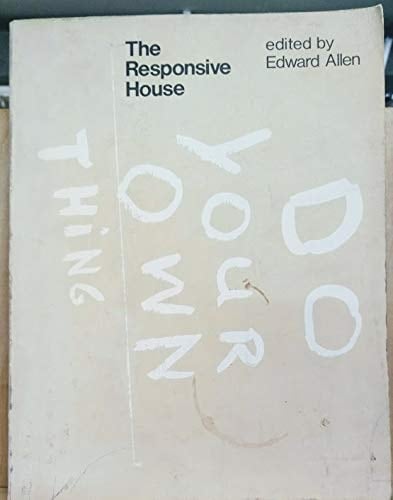 The
Responsive
House
edited by
Edward Allen
DO
YOUR
OWN
THiNG